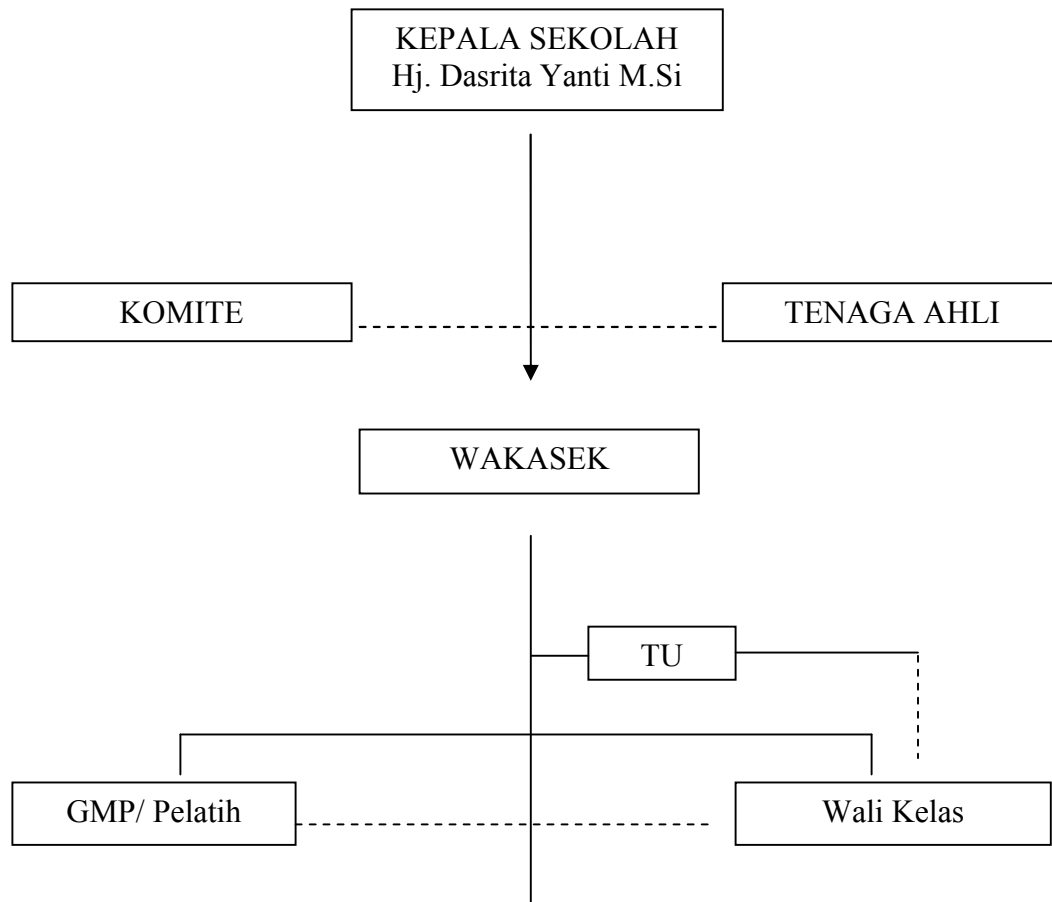 KEPALA SEKOLAH
Hj. Dasrita Yanti M.Si
KOMITE
TENAGA AHLI
WAKASEK
TU
GMP/ Pelatih
Wali Kelas